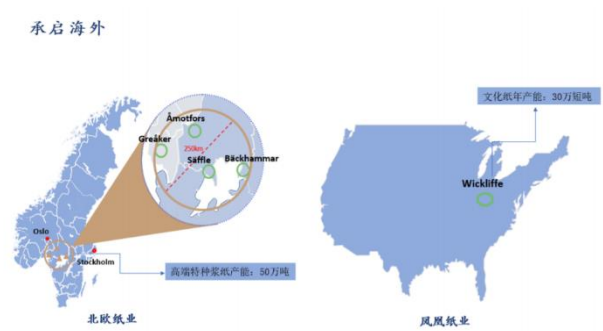 承启海外
文化纸年产能：30万短吨
Åmotfors
Greåker
250km
Säffle
Bäckhammar
Wickliffe
Oslo
Stockholm
高端特种浆纸产能：50万吨
北欧纸业
凤凰纸业